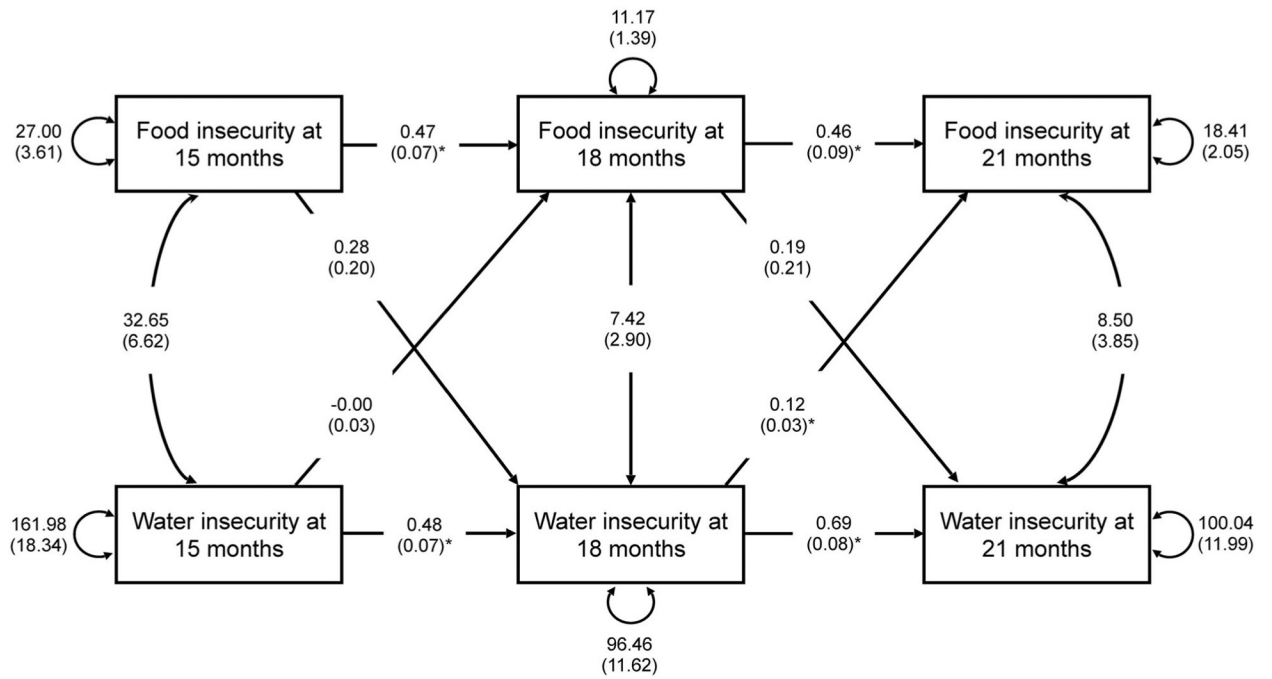 11.17
(1.39)
27.00
(3.61)
Food insecurity at
15 months
0.47
(0.07)*
Food insecurity at
18 months
0.46
(0.09)*
Food insecurity at
21 months
18.41
(2.05)
0.28
(0.20)
0.19
(0.21)
32.65
(6.62)
7.42
(2.90)
8.50
(3.85)
-0.00
(0.03)
0.12
(0.03)*
161.98
(18.34)
Water insecurity at
15 months
0.48
(0.07)*
Water insecurity at
18 months
0.69
(0.08)*
Water insecurity at
21 months
100.04
(11.99)
96.46
(11.62)